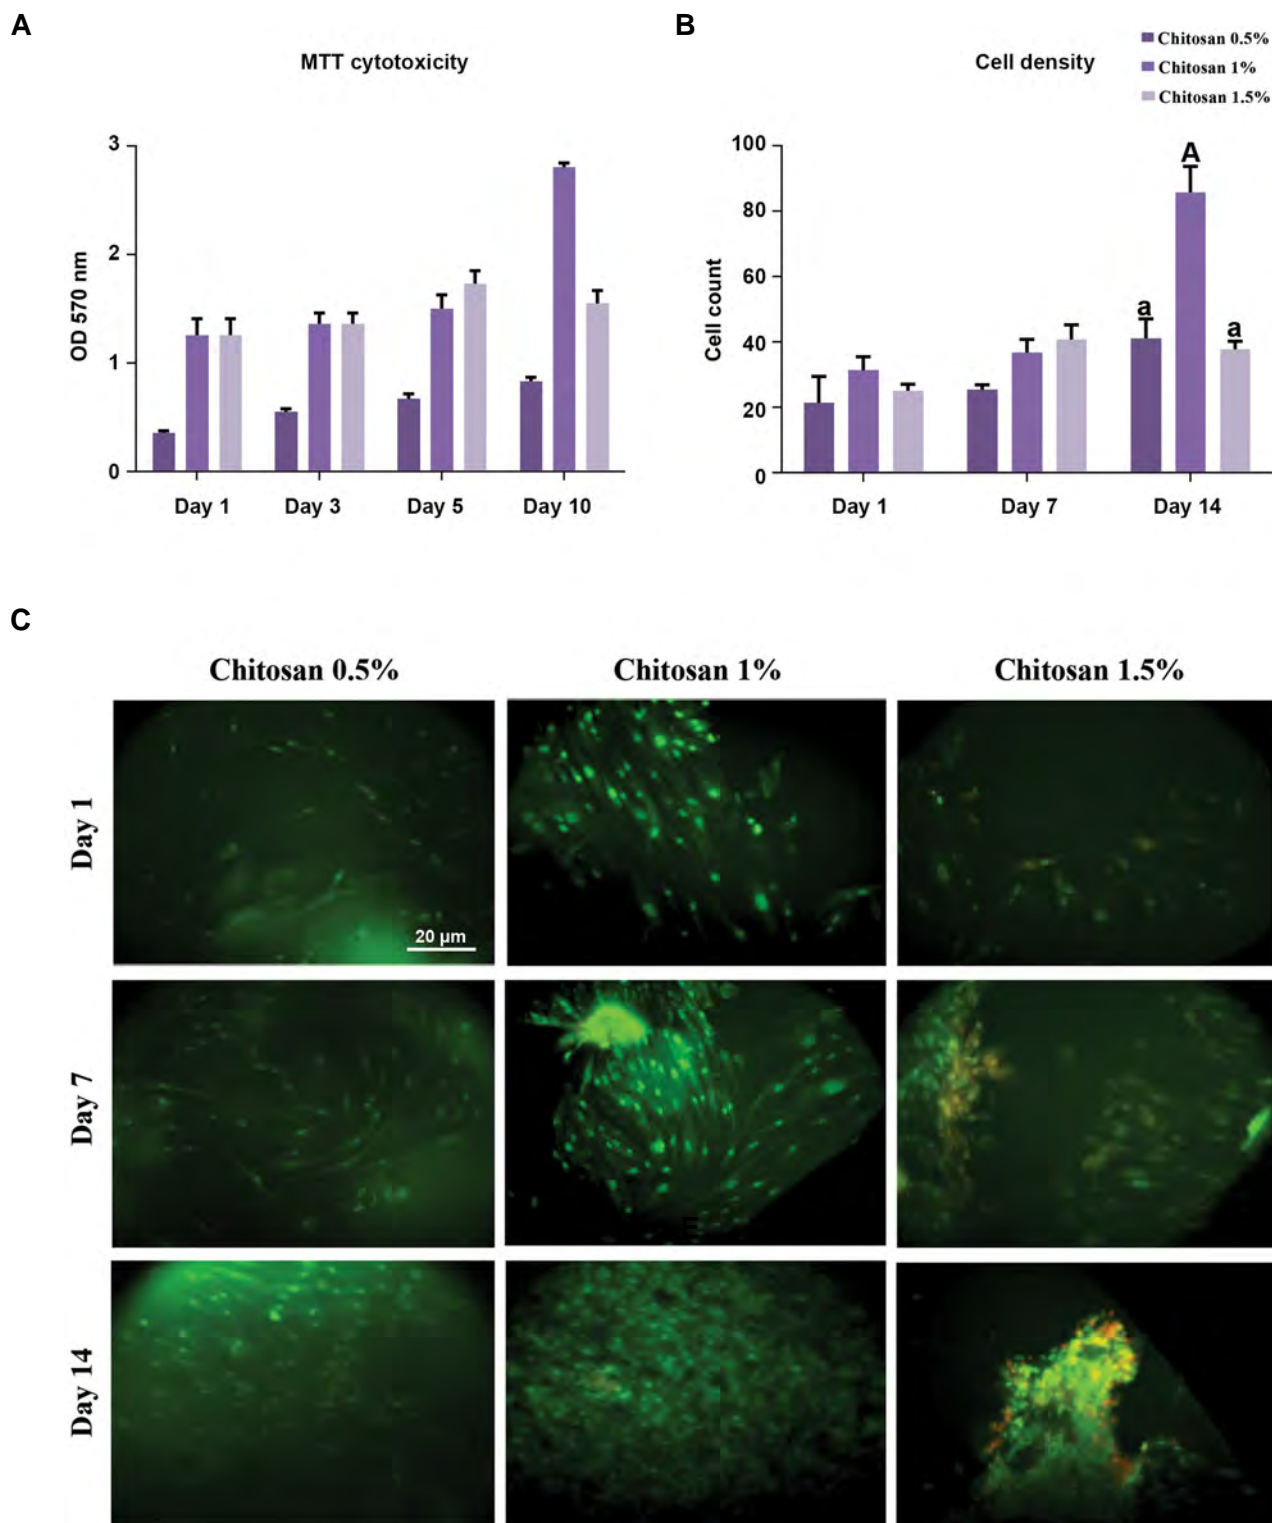 A
MTT cytotoxicity
3
2
1
0
OD 570 nm
Day 1 Day 3 Day 5 Day 10
B
Cell density
Chitosan 0.5%
Chitosan 1%
Chitosan 1.5%
100
80
60
40
20
0
Cell count
a A a
Day 1 Day 7 Day 14
C
Chitosan 0.5% Chitosan 1% Chitosan 1.5%
Day 1
20 µm
Day 7
E
Day 14